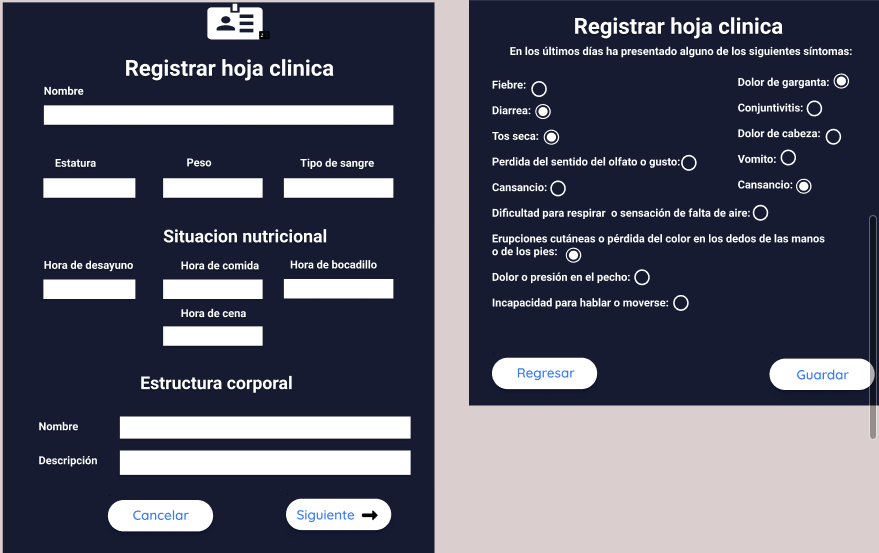 Registrar hoja clinica
Nombre
Estatura Peso Tipo de sangre
Situacion nutricional
Hora de desayuno Hora de comida Hora de bocadillo
Hora de cena
Estructura corporal
Nombre
Descripción
Cancelar Siguiente
Registrar hoja clinica
En los últimos días ha presentado alguno de los siguientes síntomas:
Fiebre: Dolor de garganta:
Diarrea: Conjuntivitis:
Tos seca: Dolor de cabeza:
Perdida del sentido del olfato o gusto: Vomito:
Cansancio: Cansancio:
Dificultad para respirar o sensación de falta de aire:
Erupciones cutáneas o pérdida del color en los dedos de las manos
o de los pies:
Dolor o presión en el pecho:
Incapacidad para hablar o moverse:
Regresar Guardar